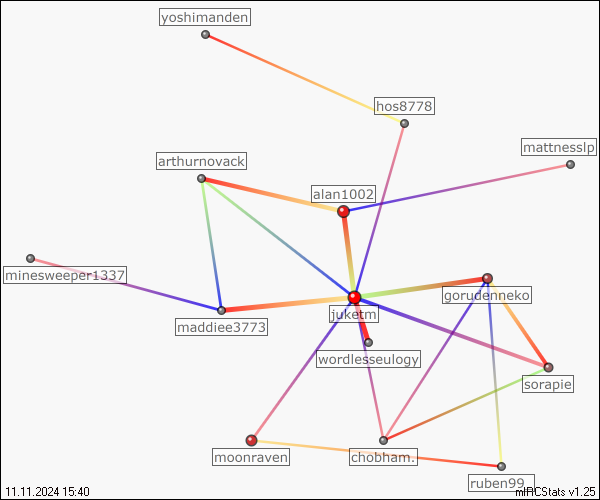 yoshimanden
hos8778
mattnesslp
arthurnovack
alan1002
minesweeper1337
gorudenneko
juketm
maddiee3773
wordlesseulogy
sorapie
moonraven
chobham.
ruben99_
11.11.2024 15:40
mIRCStats v1.25